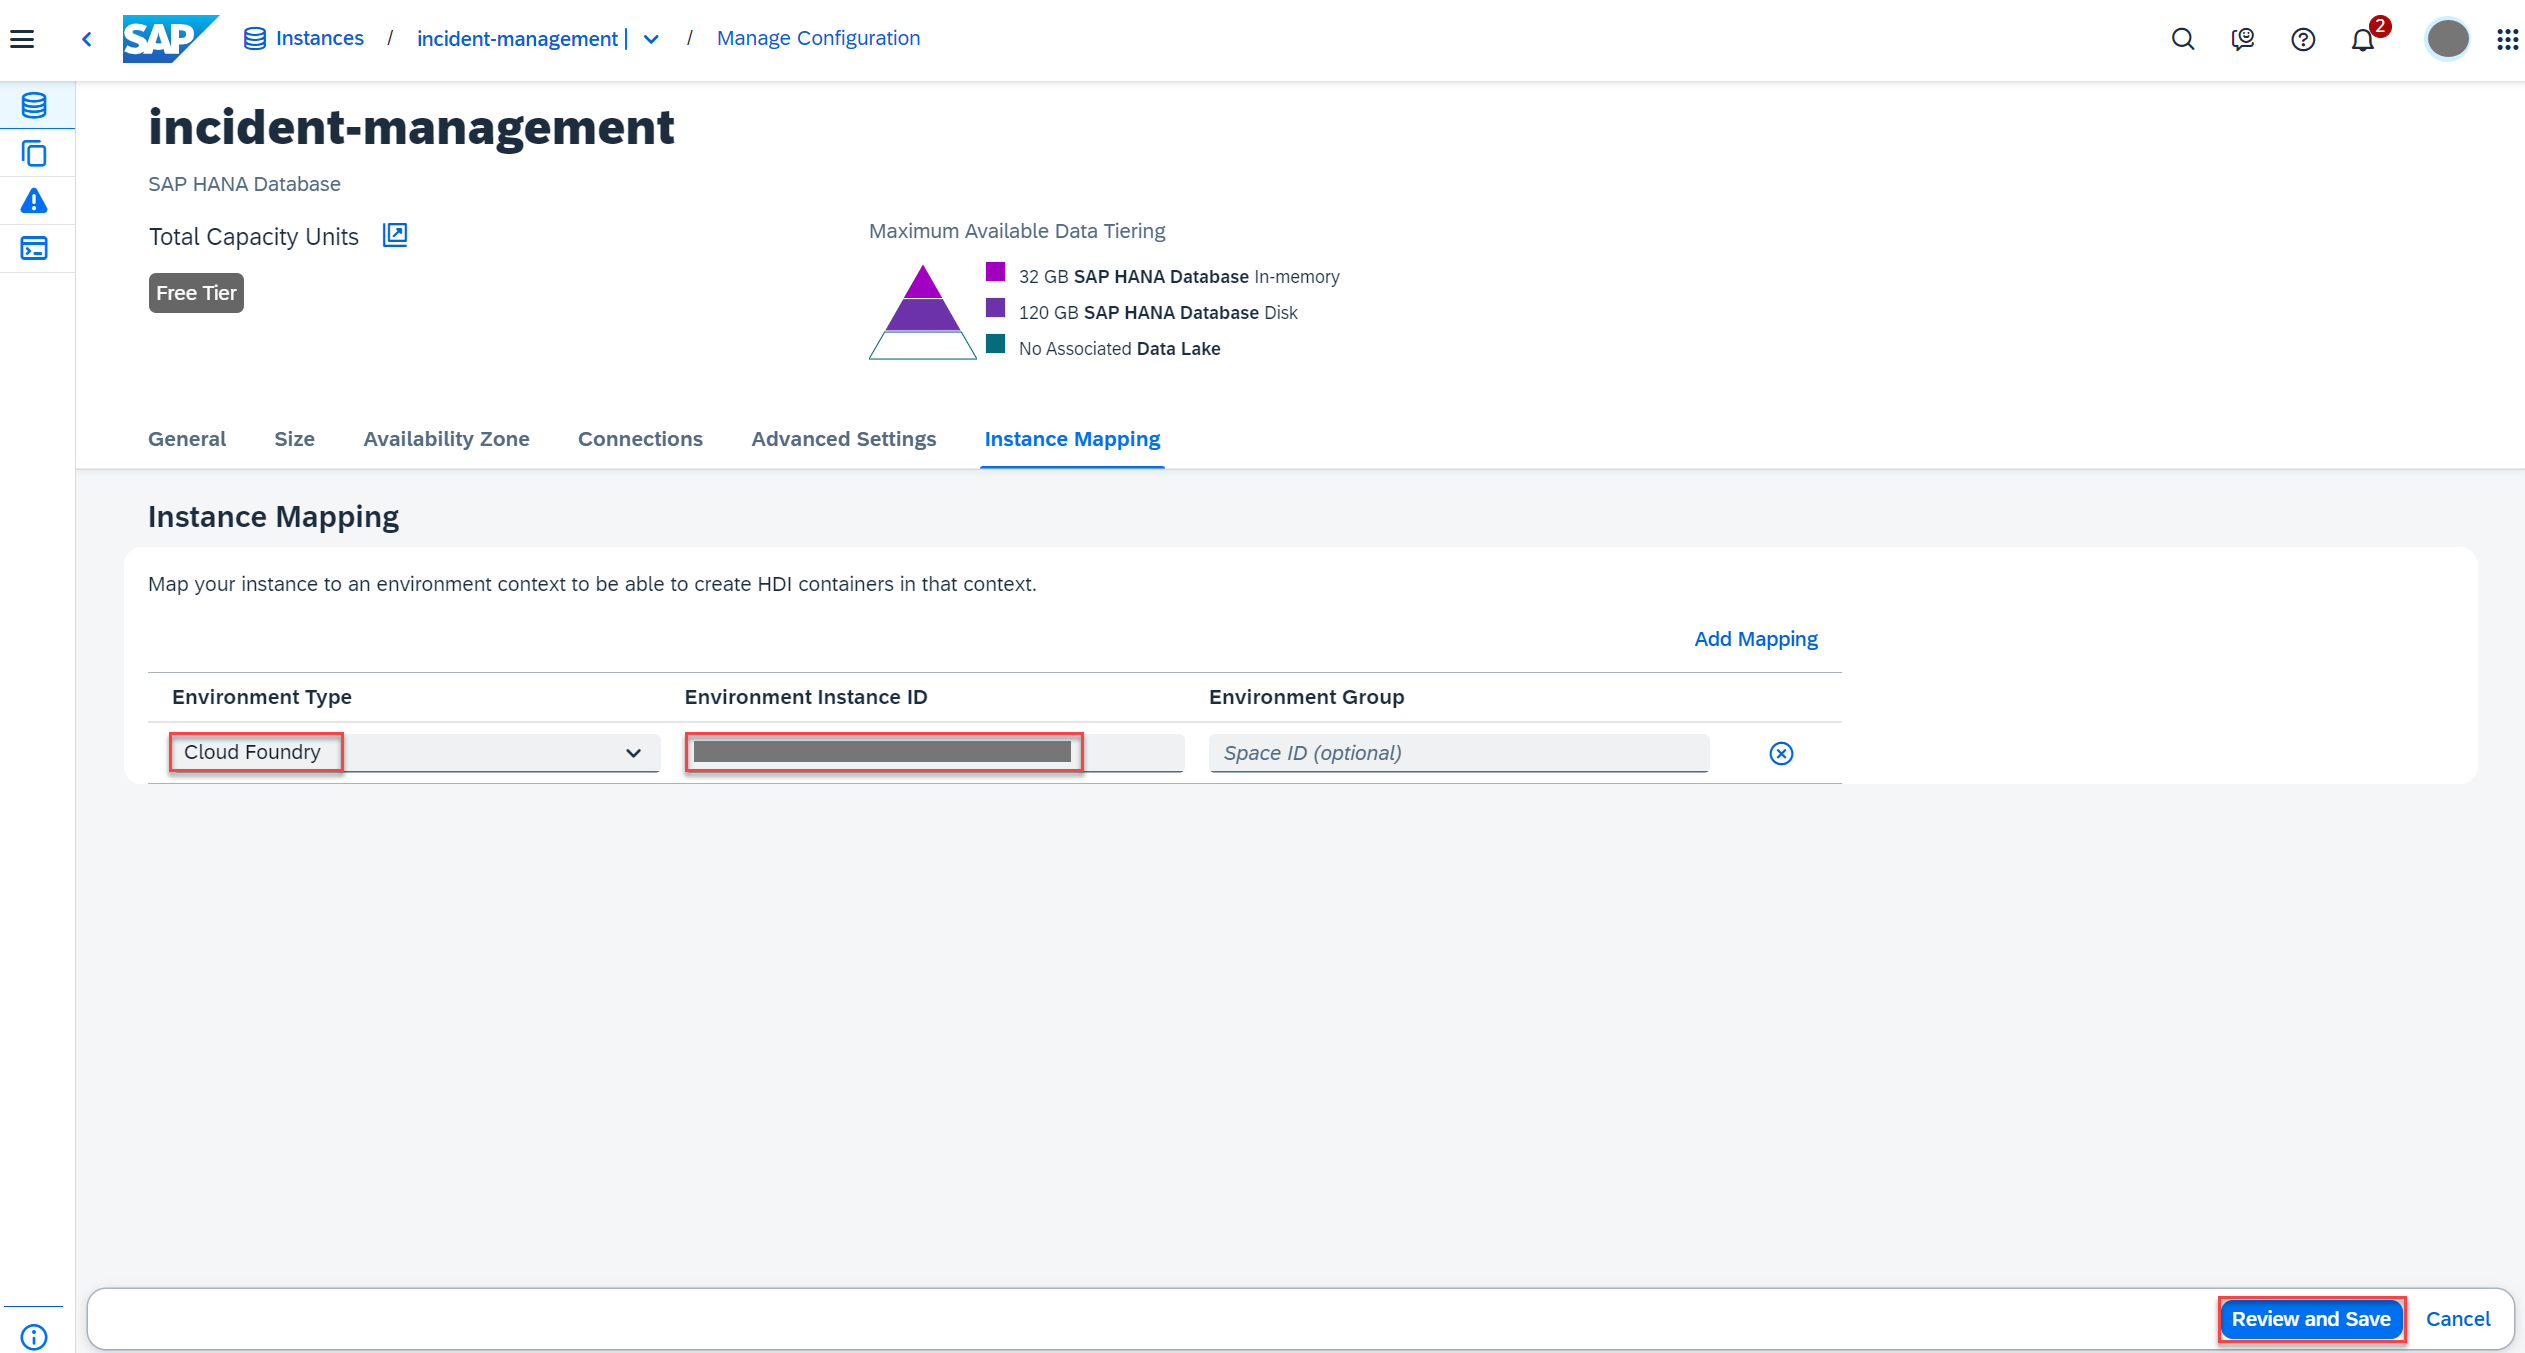 SAP Instances / incident-management | / Manage Configuration 2
incident-management
SAP HANA Database
Total Capacity Units
Free Tier
Maximum Available Data Tiering
32 GB SAP HANA Database In-memory
120 GB SAP HANA Database Disk
No Associated Data Lake
General Size Availability Zone Connections Advanced Settings Instance Mapping
Instance Mapping
Map your instance to an environment context to be able to create HDI containers in that context.
Add Mapping
Environment Type Environment Instance ID Environment Group
Cloud Foundry Space ID (optional)
Review and Save Cancel